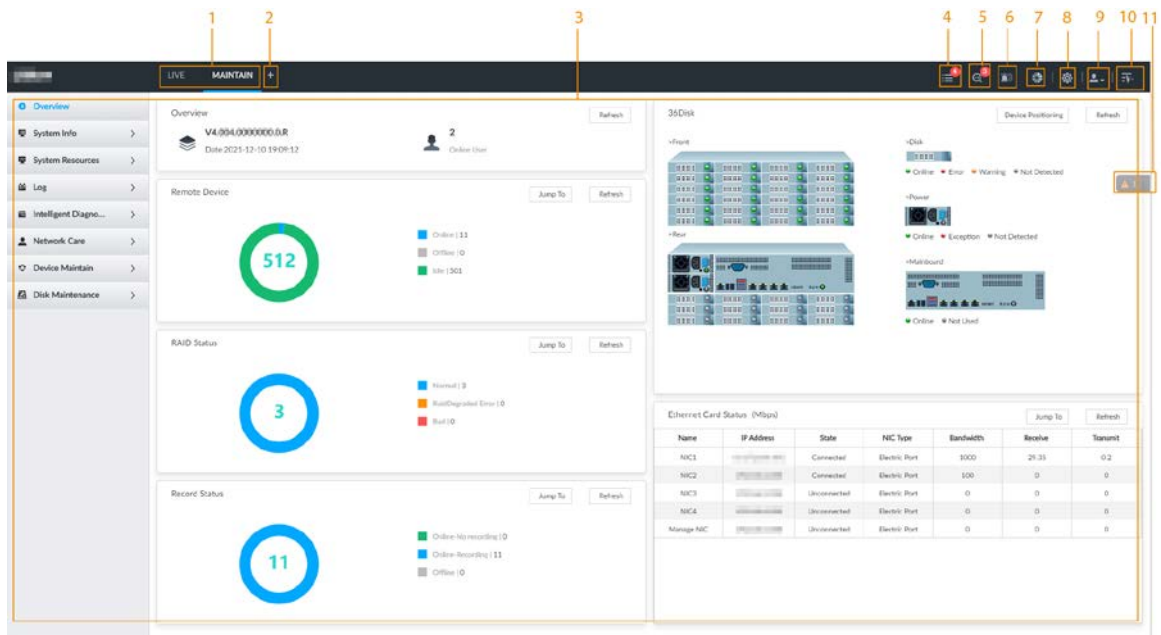 1 2 3 4 5 6 7 8 9 10 11
LIVE MAINTAIN +
Overview
System Info
System Resources
Log
Intelligent Diagno...
Network Care
Device Maintain
Disk Maintenance
Overview Refresh
Date 2021-12-10 19:09:12
2
Online User
Remote Device Jump To Refresh
512
Online | 11
Offline | 0
Idle | 501
RAID Status Jump To Refresh
3
Normal | 3
RaidDegraded Error | 0
Bad | 0
Record Status Jump To Refresh
11
Online-No recording | 0
Online-Recording | 11
Offline | 0
36Disk Device Positioning Refresh
>Front
>Rear
>Disk
Online Error Warning Not Detected
>Power
Online Exception Not Detected
>Mainboard
Online Not Used
Ethernet Card Status (Mbps) Jump To Refresh
Name IP Address State NIC Type Bandwidth Receive Transmit
NIC1 Connected Electric Port 1000 29.35 0.2
NIC2 Connected Electric Port 100 0 0
NIC3 Unconnected Electric Port 0 0 0
NIC4 Unconnected Electric Port 0 0 0
Manage NIC Unconnected Electric Port 0 0 0